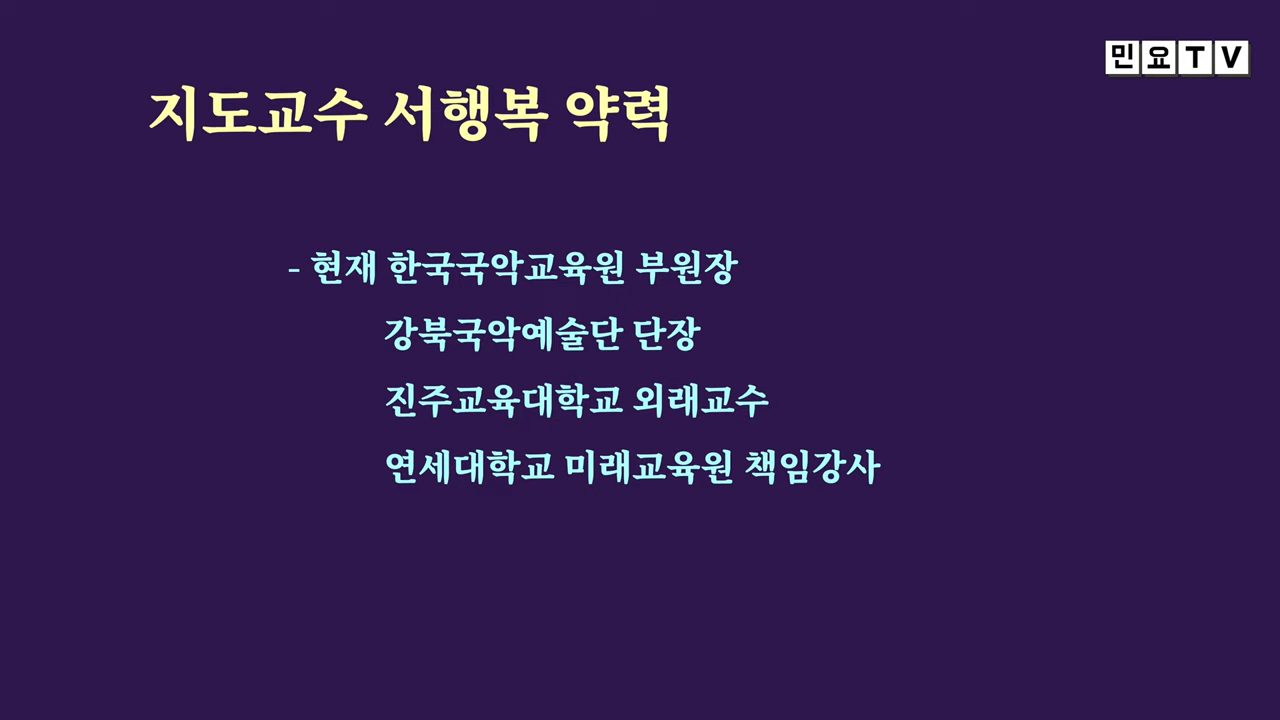 민요TV
지도교수 서행복 약력
- 현재 한국국악교육원 부원장
강북국악예술단 단장
진주교육대학교 외래교수
연세대학교 미래교육원 책임강사